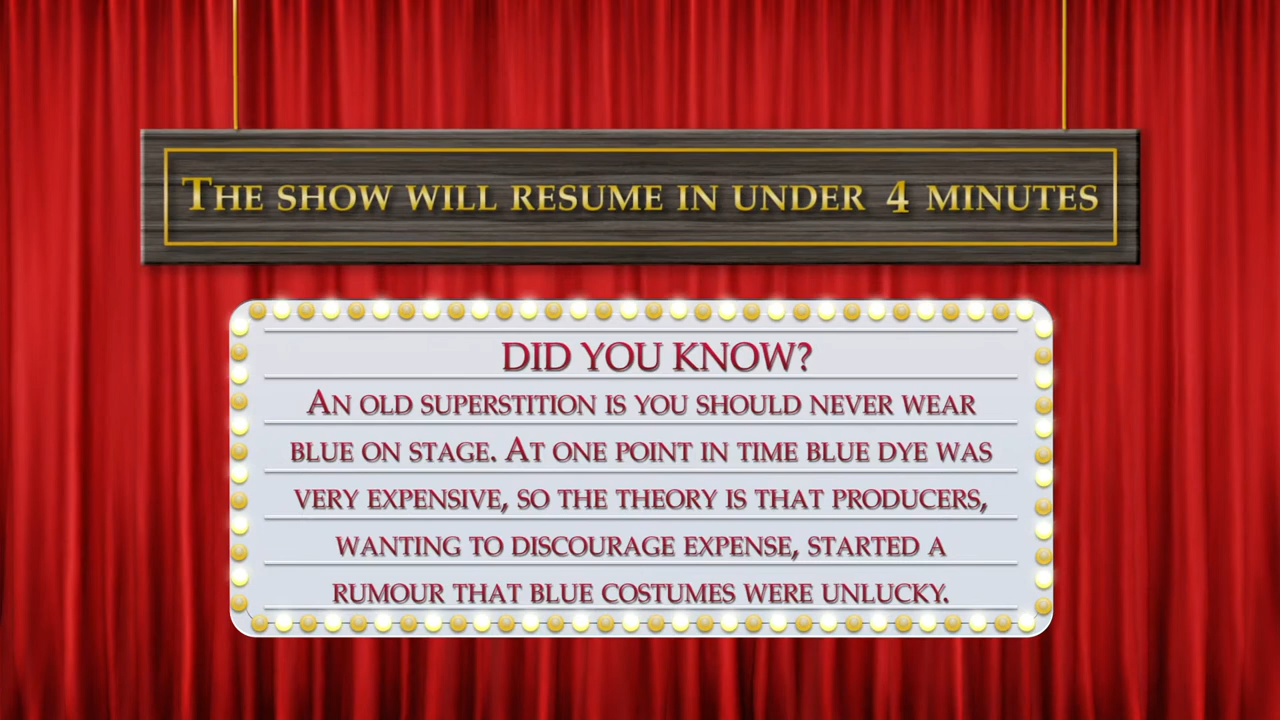 The show will resume in under 4 minutes
DID YOU KNOW?
An old superstition is you should never wear
blue on stage. At one point in time blue dye was
very expensive, so the theory is that producers,
wanting to discourage expense, started a
rumour that blue costumes were unlucky.